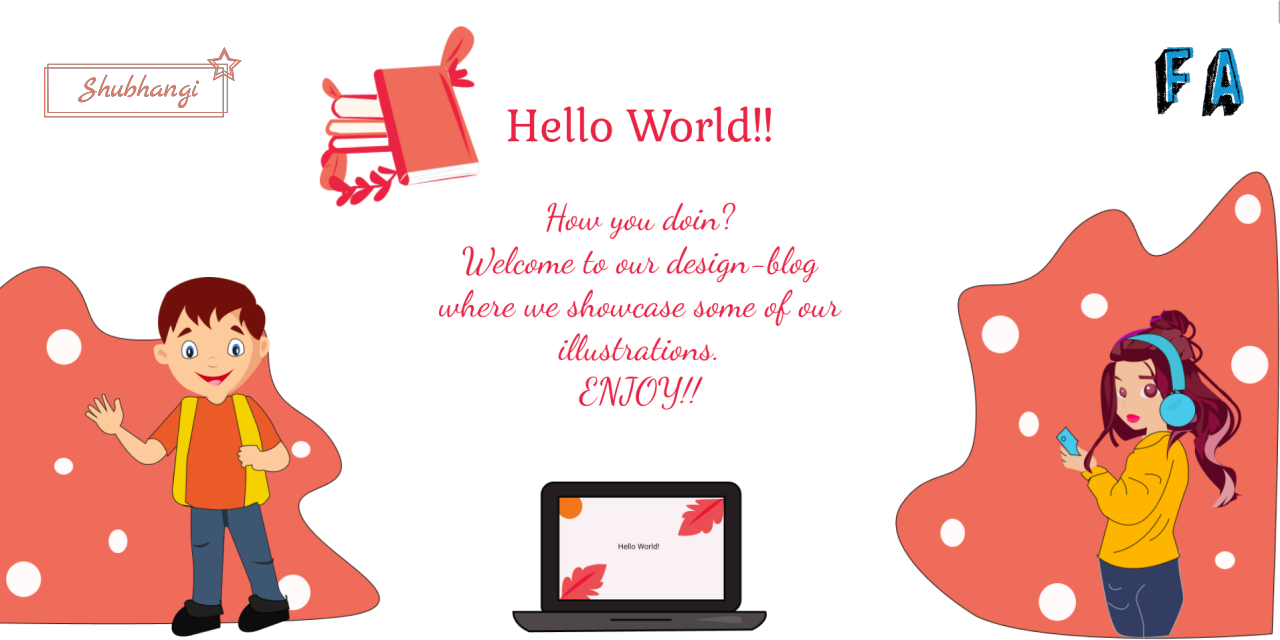 Shubhangi
FA
Hello World!!
How you doin?
Welcome to our design-blog
where we showcase some of our
illustrations.
ENJOY!!
Hello World!